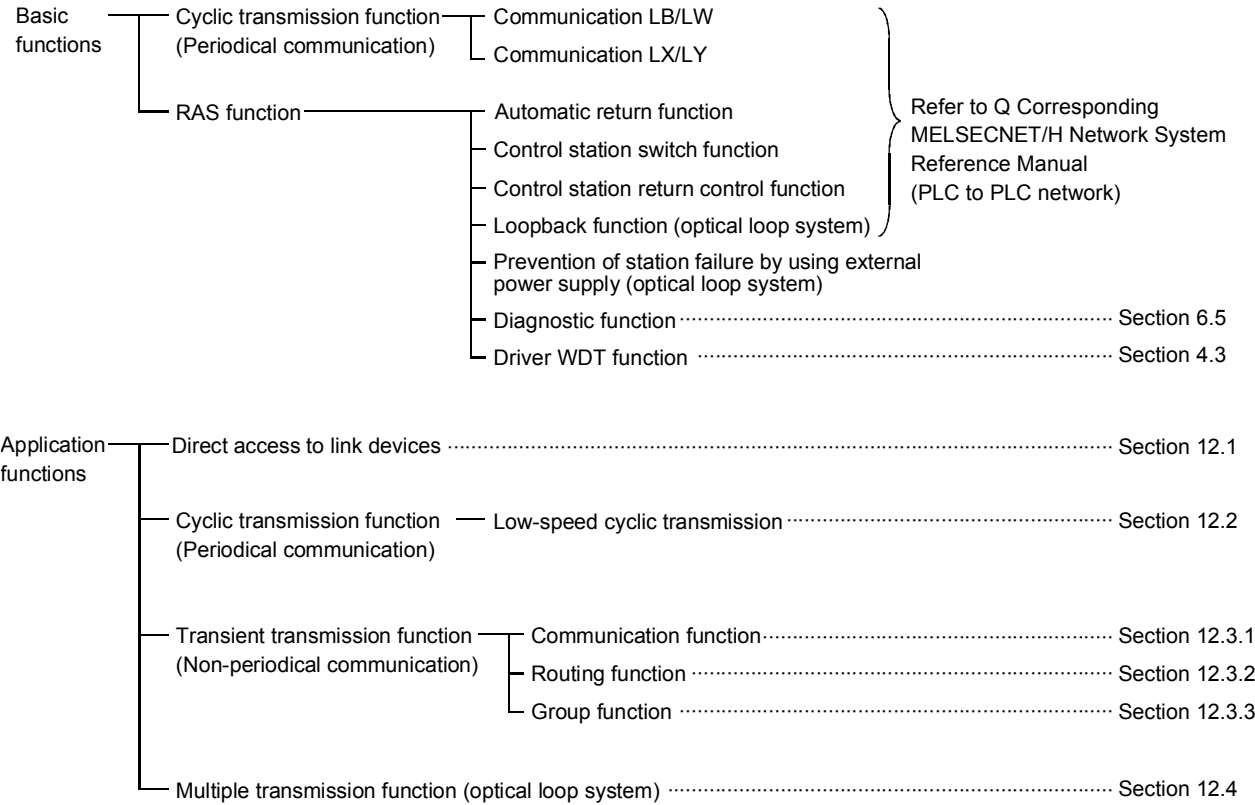 Basic functions
Cyclic transmission function (Periodical communication)
Communication LB/LW
Communication LX/LY
RAS function
Automatic return function
Control station switch function
Control station return control function
Loopback function (optical loop system)
Refer to Q Corresponding
MELSECNET/H Network System
Reference Manual
(PLC to PLC network)
Prevention of station failure by using external
power supply (optical loop system)
Diagnostic function Section 6.5
Driver WDT function Section 4.3
Application functions
Direct access to link devices Section 12.1
Cyclic transmission function (Periodical communication)
Low-speed cyclic transmission Section 12.2
Transient transmission function (Non-periodical communication)
Communication function Section 12.3.1
Routing function Section 12.3.2
Group function Section 12.3.3
Multiple transmission function (optical loop system) Section 12.4